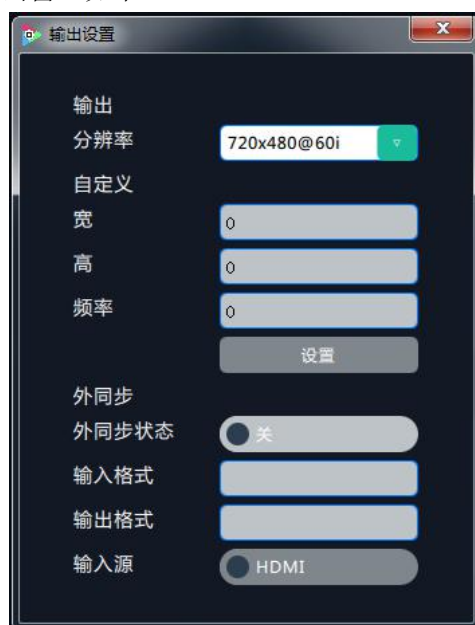 输出设置
输出
分辨率 720x480@60i
自定义
宽 0
高 0
频率 0
设置
外同步
外同步状态 关
输入格式
输出格式
输入源 HDMI